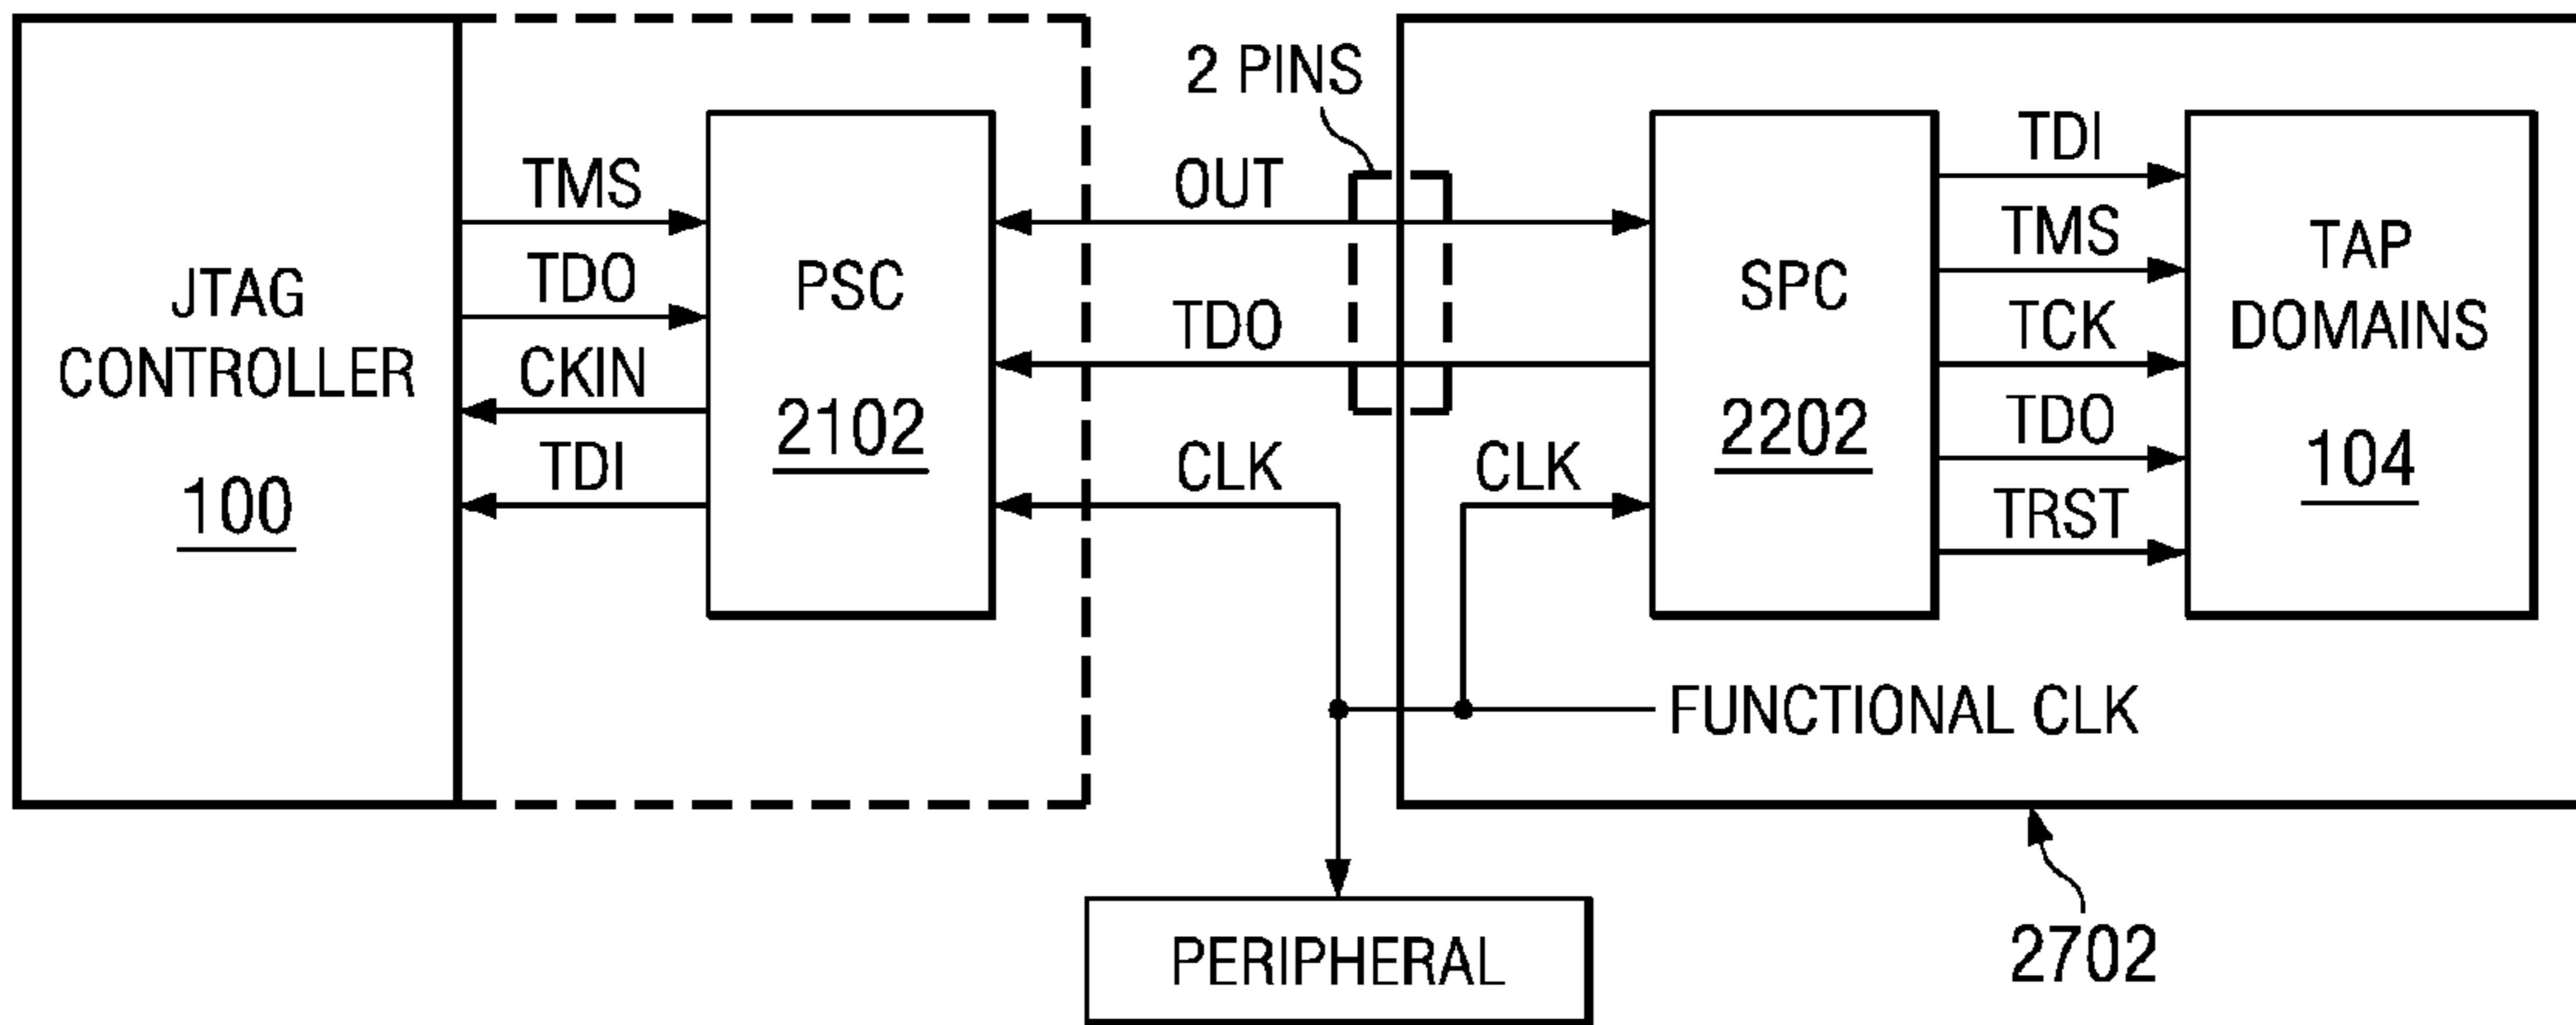 JTAG
CONTROLLER
100
TMS
TDO
CKIN
TDI
PSC
2102
2 PINS
OUT
TDO
CLK
CLK
SPC
2202
TDI
TMS
TCK
TDO
TRST
TAP
DOMAINS
104
FUNCTIONAL CLK
PERIPHERAL
2702